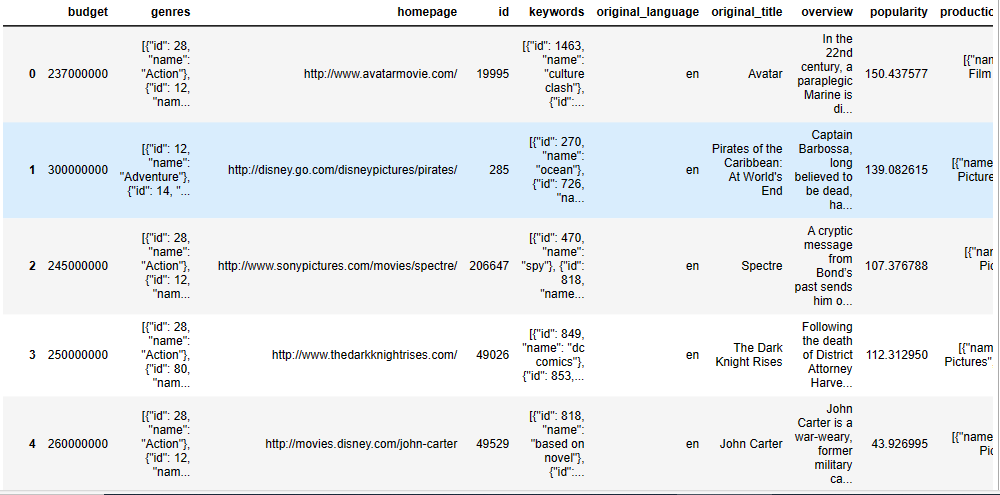 budget genres homepage id keywords original_language original_title overview popularity productic
0 237000000 [{"id": 28, "name": "Action"}, {"id": 12, "nam... http://www.avatarmovie.com/ 19995 [{"id": 1463, "name": "culture clash"}, {"id":... en Avatar In the 22nd century, a paraplegic Marine is di... 150.437577 [{"nam Film
1 300000000 [{"id": 12, "name": "Adventure"}, {"id": 14, "... http://disney.go.com/disneypictures/pirates/ 285 [{"id": 270, "name": "ocean"}, {"id": 726, "na... en Pirates of the Caribbean: At World's End Captain Barbossa, long believed to be dead, ha... 139.082615 [{"name Picture
2 245000000 [{"id": 28, "name": "Action"}, {"id": 12, "nam... http://www.sonypictures.com/movies/spectre/ 206647 [{"id": 470, "name": "spy"}, {"id": 818, "name... en Spectre A cryptic message from Bond's past sends him o... 107.376788 [{"nam Pic
3 250000000 [{"id": 28, "name": "Action"}, {"id": 80, "nam... http://www.thedarkknightrises.com/ 49026 [{"id": 849, "name": "dc comics"}, {"id": 853,... en The Dark Knight Rises Following the death of District Attorney Harve... 112.312950 [{"nam Pictures"
4 260000000 [{"id": 28, "name": "Action"}, {"id": 12, "nam... http://movies.disney.com/john-carter 49529 [{"id": 818, "name": "based on novel"}, {"id":... en John Carter John Carter is a war-weary, former military ca... 43.926995 [{"name Pic